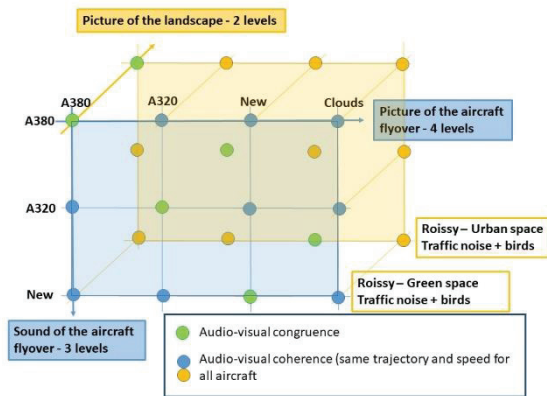 Picture of the landscape - 2 levels
A380
A320
New
Clouds
A380
Picture of the aircraft
flyover - 4 levels
A320
Roissy – Urban space
Traffic noise + birds
New
Roissy – Green space
Traffic noise + birds
Sound of the aircraft
flyover - 3 levels
Audio-visual congruence
Audio-visual coherence (same trajectory and speed for
all aircraft